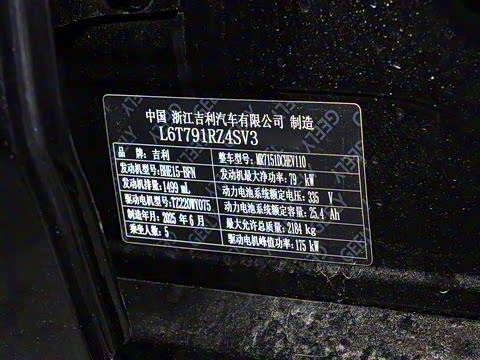 中国 浙江吉利汽车有限公司 制造
L6T791RZ4SV3
品 牌: 吉利 整车型号: MR7151DCHEV110
发动机型号: BHE15-BFN 发动机最大净功率: 79 kW
发动机排量: 1499 mL 动力电池系统额定电压: 335 V
驱动电机型号: TZ220WY075 动力电池系统额定容量: 25.4 Ah
制造年月: 2025 年 6 月 最大允许总质量: 2184 kg
乘坐人数: 5 驱动电机峰值功率: 175 kW
GEELY